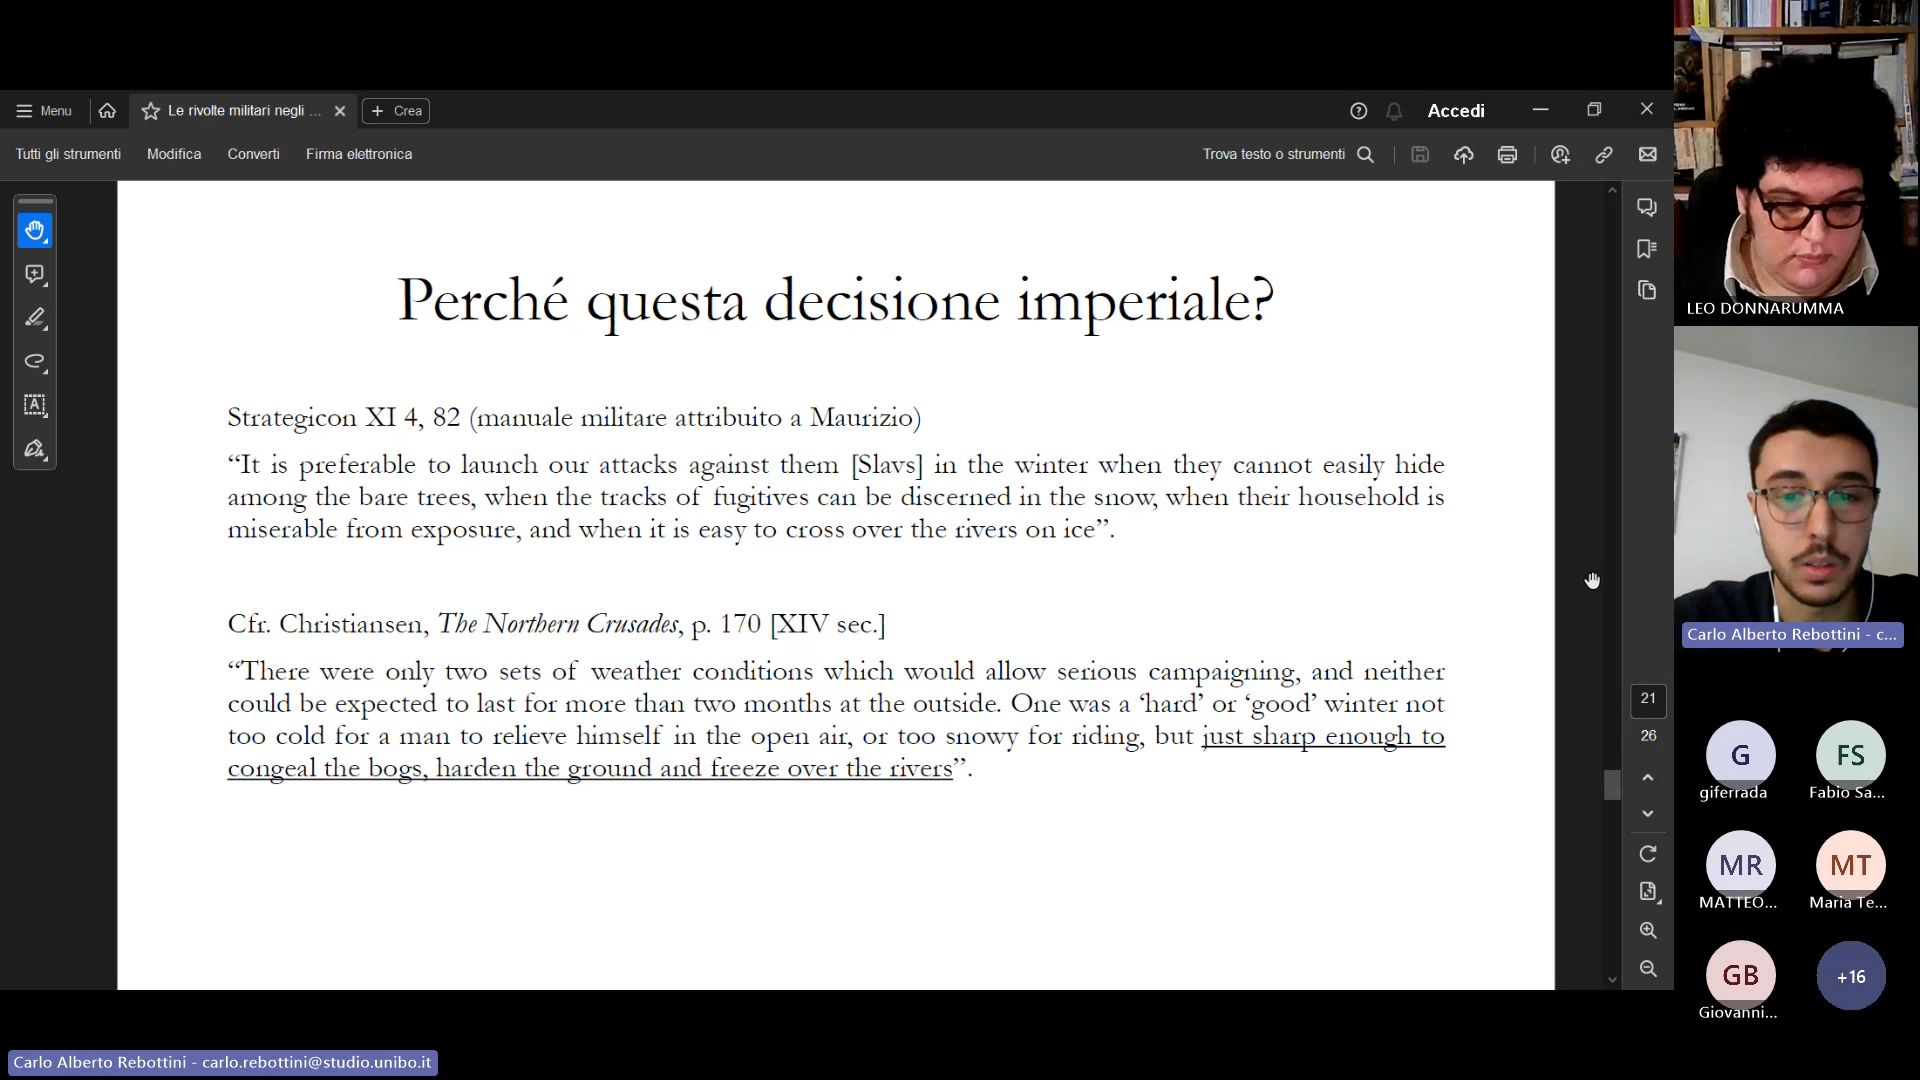 Menu
Le rivolte militari negli ...
Crea
Accedi
Tutti gli strumenti
Modifica
Converti
Firma elettronica
Trova testo o strumenti
Perché questa decisione imperiale?
Strategicon XI 4, 82 (manuale militare attribuito a Maurizio)
“It is preferable to launch our attacks against them [Slavs] in the winter when they cannot easily hide
among the bare trees, when the tracks of fugitives can be discerned in the snow, when their household is
miserable from exposure, and when it is easy to cross over the rivers on ice”.
Cfr. Christiansen, The Northern Crusades, p. 170 [XIV sec.]
“There were only two sets of weather conditions which would allow serious campaigning, and neither
could be expected to last for more than two months at the outside. One was a ‘hard’ or ‘good’ winter not
too cold for a man to relieve himself in the open air, or too snowy for riding, but just sharp enough to
congeal the bogs, harden the ground and freeze over the rivers”.
21
26
LEO DONNARUMMA
Carlo Alberto Rebottini - c...
G
giferrada
FS
Fabio Sa...
MR
MATTEO...
MT
Maria Te...
GB
Giovanni...
+16
Carlo Alberto Rebottini - carlo.rebottini@studio.unibo.it